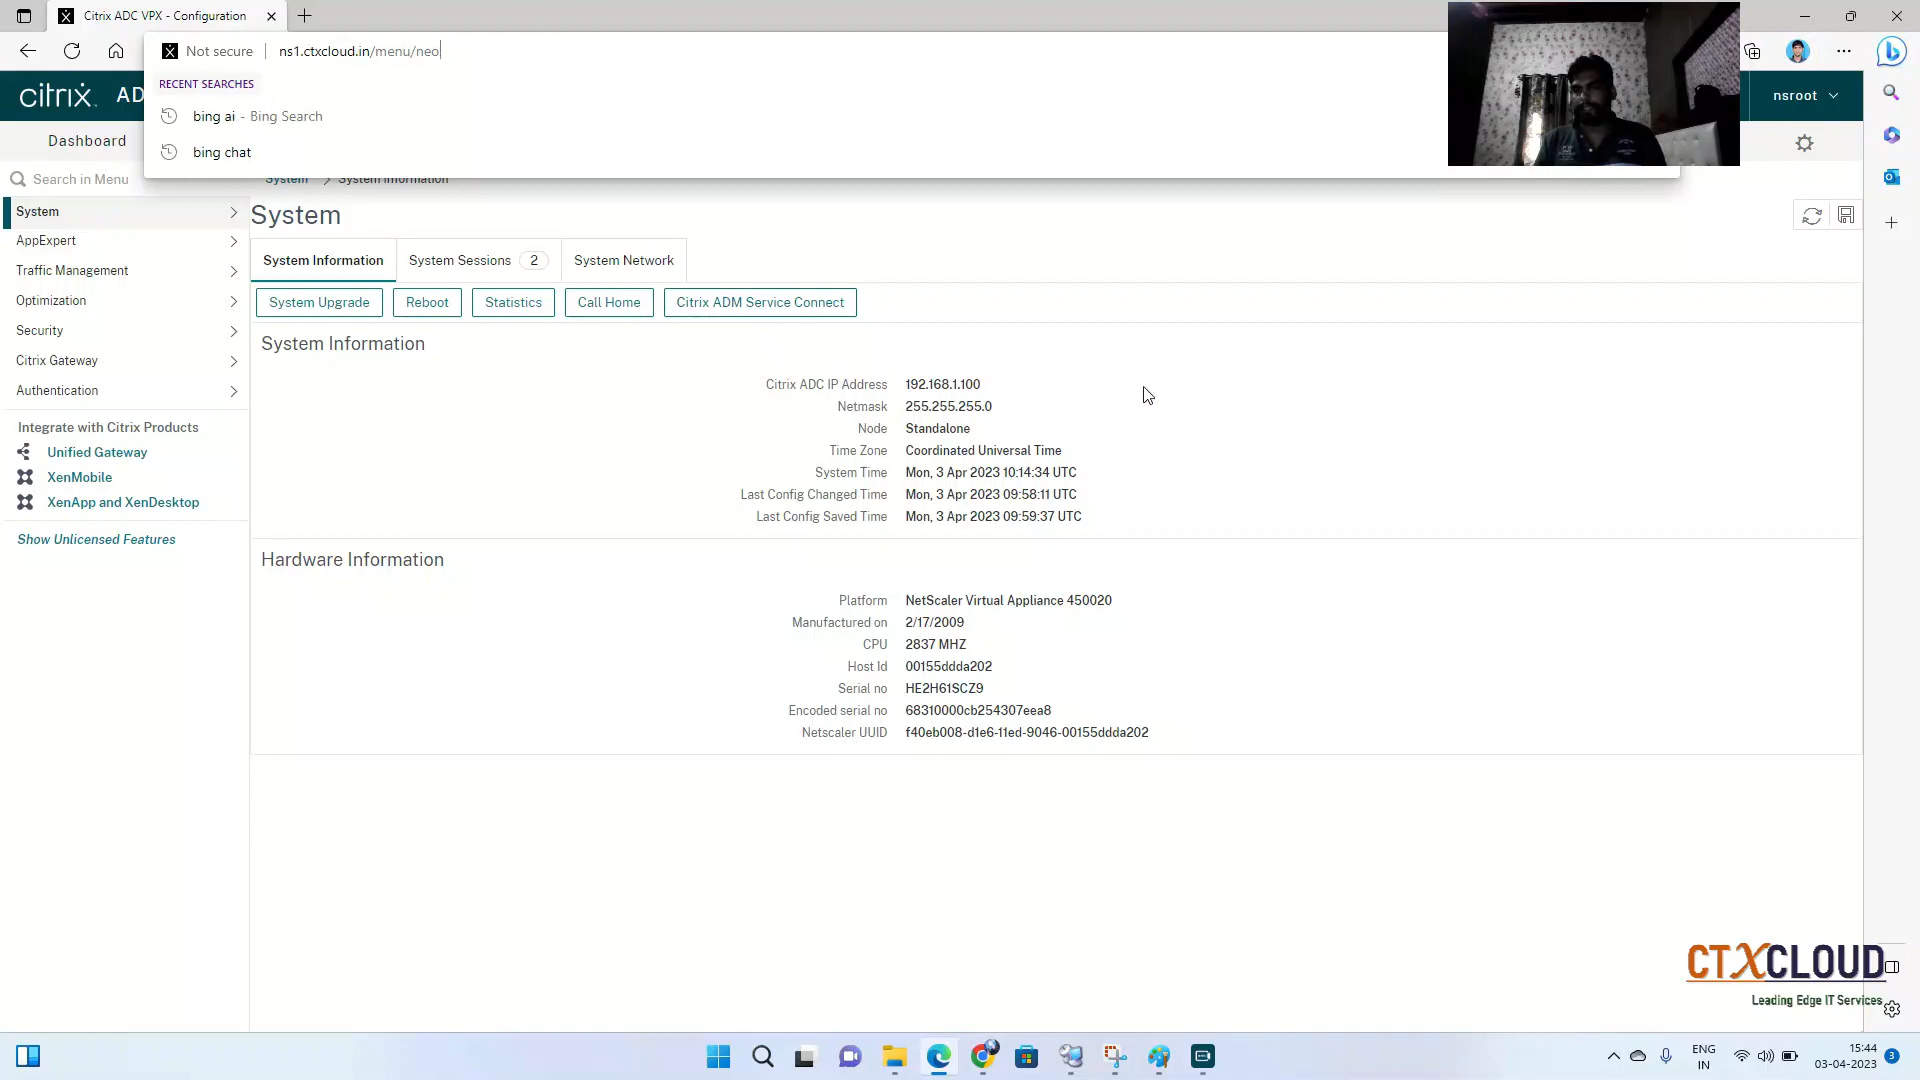 Citrix ADC VPX - Configuration
Not secure
ns1.ctxcloud.in/menu/neo
RECENT SEARCHES
bing ai - Bing Search
bing chat
citrix AD
nsroot
Dashboard
Search in Menu
System > System Information
System
AppExpert
Traffic Management
Optimization
Security
Citrix Gateway
Authentication
Integrate with Citrix Products
Unified Gateway
XenMobile
XenApp and XenDesktop
Show Unlicensed Features
System
System Information
System Sessions 2
System Network
System Upgrade
Reboot
Statistics
Call Home
Citrix ADM Service Connect
System Information
Citrix ADC IP Address 192.168.1.100
Netmask 255.255.255.0
Node Standalone
Time Zone Coordinated Universal Time
System Time Mon, 3 Apr 2023 10:14:34 UTC
Last Config Changed Time Mon, 3 Apr 2023 09:58:11 UTC
Last Config Saved Time Mon, 3 Apr 2023 09:59:37 UTC
Hardware Information
Platform NetScaler Virtual Appliance 450020
Manufactured on 2/17/2009
CPU 2837 MHZ
Host Id 00155ddda202
Serial no HE2H61SCZ9
Encoded serial no 68310000cb254307eea8
Netscaler UUID f40eb008-d1e6-11ed-9046-00155ddda202
CTXCLOUD
Leading Edge IT Services
ENG
IN
15:44
03-04-2023
3